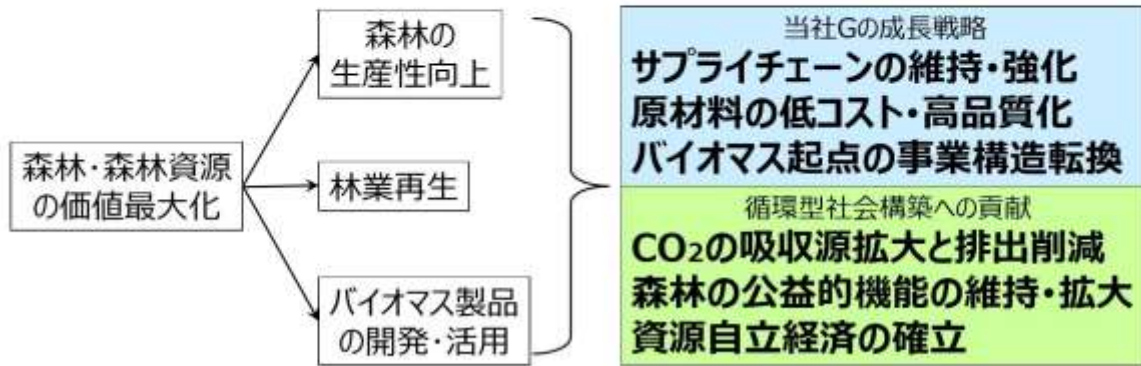 森林・森林資源
の価値最大化
森林の
生産性向上
林業再生
バイオマス製品
の開発・活用
当社Gの成長戦略
サプライチェーンの維持・強化
原材料の低コスト・高品質化
バイオマス起点の事業構造転換
循環型社会構築への貢献
CO₂の吸収源拡大と排出削減
森林の公益的機能の維持・拡大
資源自立経済の確立